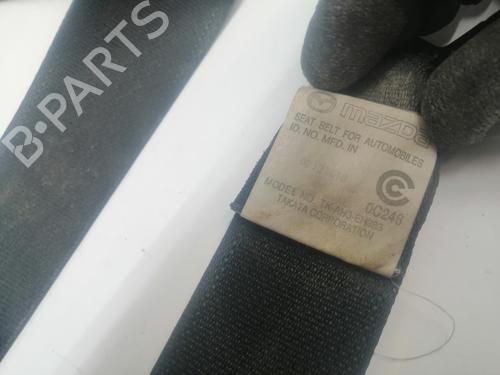 B-PARTS
mazda
SEAT BELT FOR AUTOMOBILES
ID. NO. MFD. IN
0C246
MODEL NO.
TAKATA CORPORATION